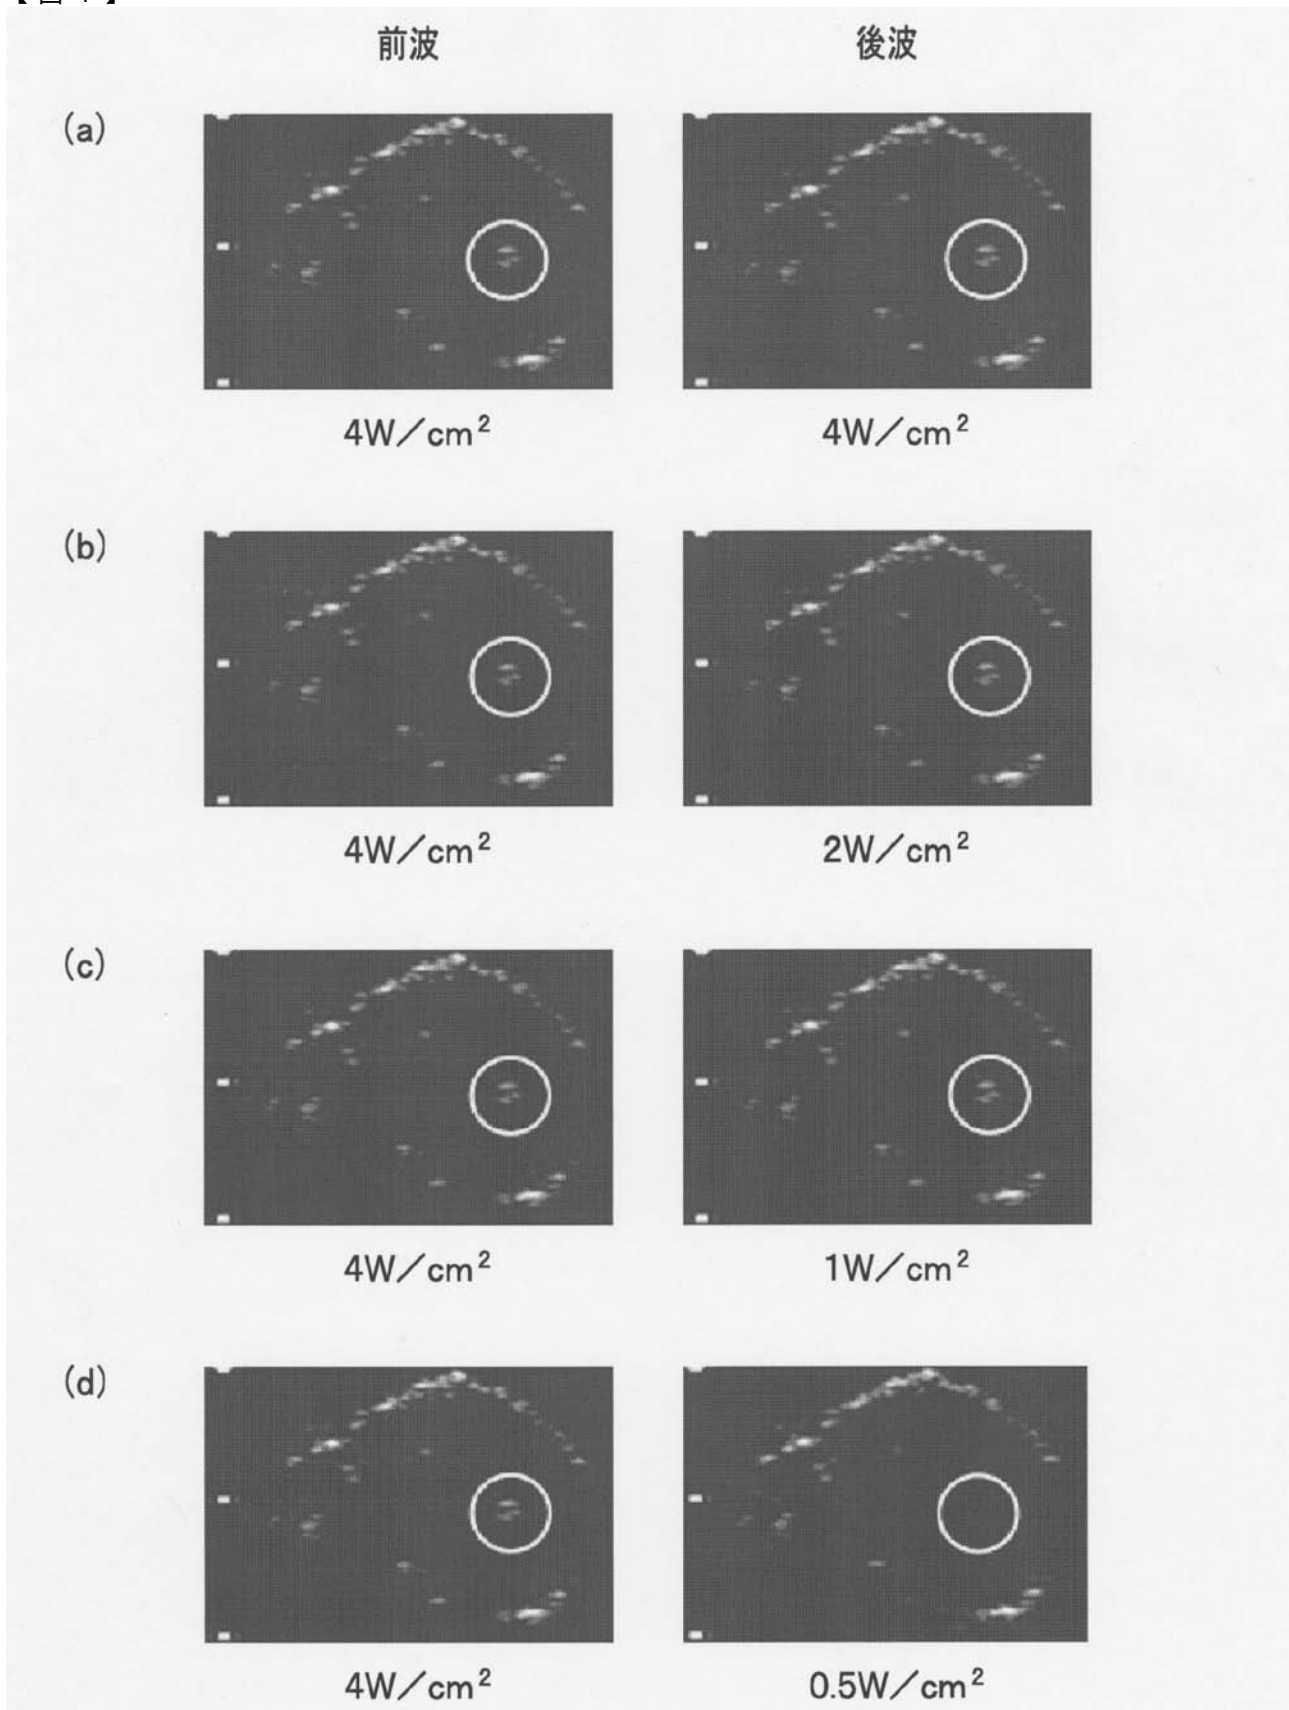 前波 後波
(a)
4W／cm² 4W／cm²
(b)
4W／cm² 2W／cm²
(c)
4W／cm² 1W／cm²
(d)
4W／cm² 0.5W／cm²